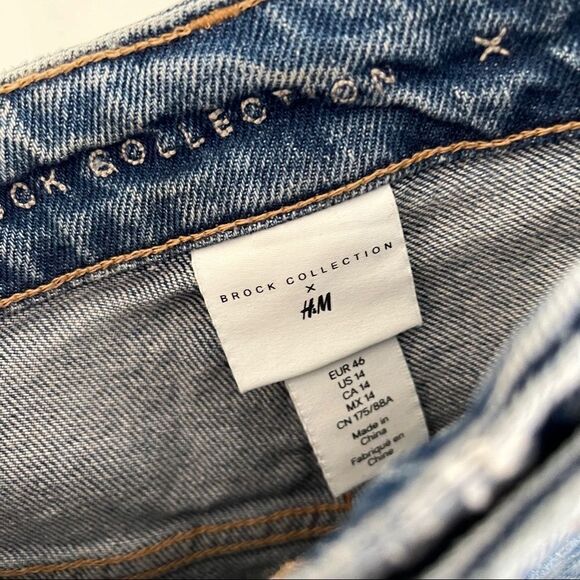 OCK COLLECTION X
BROCK COLLECTION
X
H&M
EUR 46
US 14
CA 14
MX 14
CN 175/88A
Made in
China
Fabriqué en
Chine